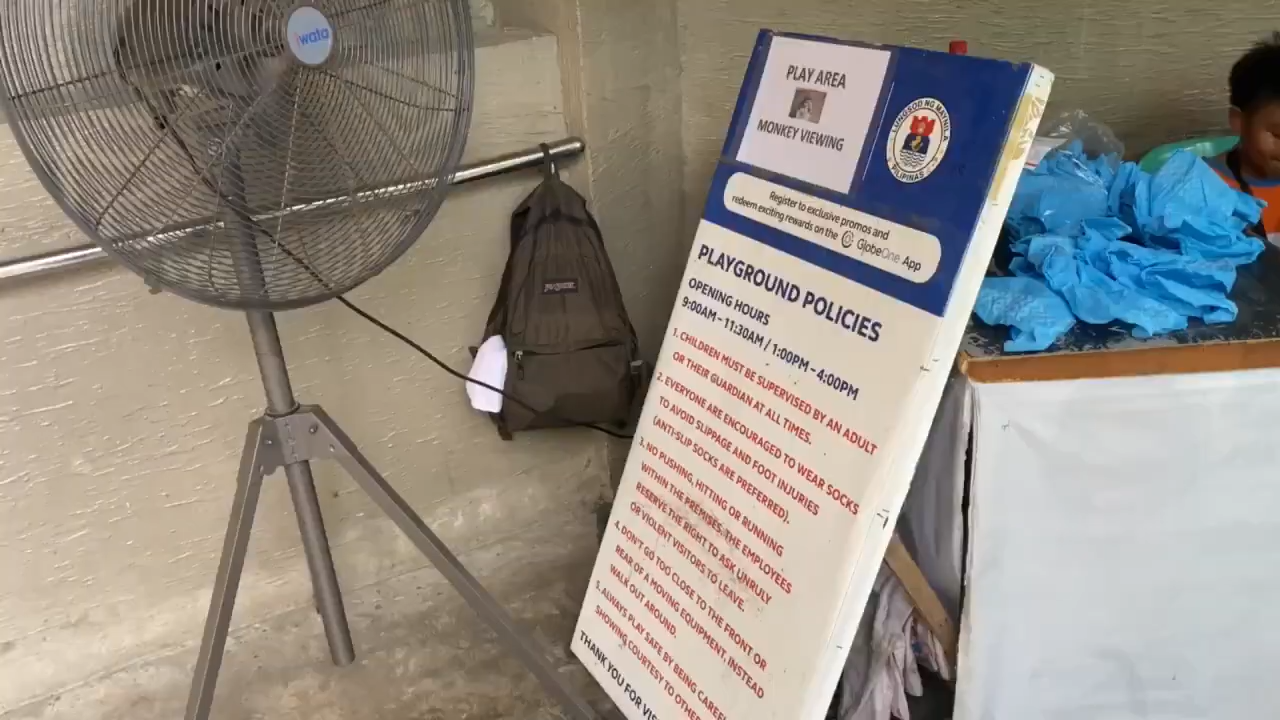 iwata
PLAY AREA
MONKEY VIEWING
LUNGSOD NG MAYNILA
PILIPINAS
Register to exclusive promos and
redeem exciting rewards on the GlobeOne App
PLAYGROUND POLICIES
OPENING HOURS
9:00AM - 11:30AM / 1:00PM - 4:00PM
1. CHILDREN MUST BE SUPERVISED BY AN ADULT
OR THEIR GUARDIAN AT ALL TIMES.
2. EVERYONE ARE ENCOURAGED TO WEAR SOCKS
TO AVOID SLIPPAGE AND FOOT INJURIES
(ANTI-SLIP SOCKS ARE PREFERRED).
3. NO PUSHING, HITTING OR RUNNING
WITHIN THE PREMISES. THE EMPLOYEES
RESERVE THE RIGHT TO ASK UNRULY
OR VIOLENT VISITORS TO LEAVE.
4. DON'T GO TOO CLOSE TO THE FRONT OR
REAR OF A MOVING EQUIPMENT, INSTEAD
WALK OUT AROUND.
5. ALWAYS PLAY SAFE BY BEING CAREF
SHOWING COURTESY TO OTHE
THANK YOU FOR VIS
JANSPORT